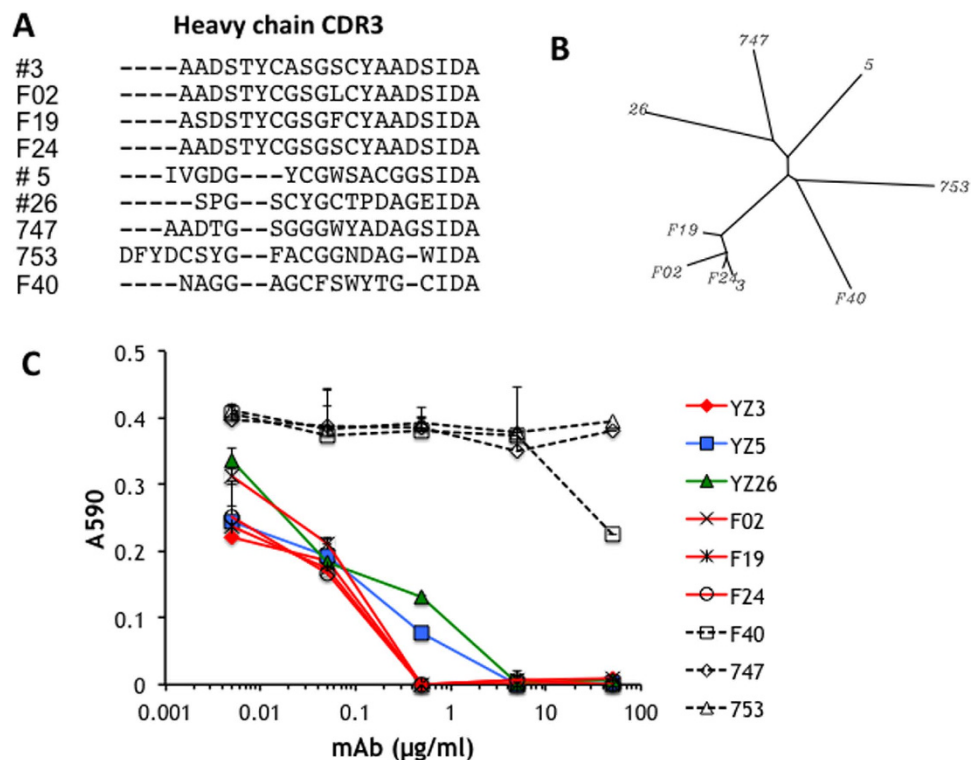 A
Heavy chain CDR3
#3 ----AADSTYCASGSCYAADSIDA
F02 ----AADSTYCGSGLCYAADSIDA
F19 ----ASDSTYCGSGFCYAADSIDA
F24 ----AADSTYCGSGSCYAADSIDA
# 5 ---IVGDG---YCGWSACGGSIDA
#26 -----SPG--SCYGCTPDAGEIDA
747 ---AADTG---SGGGWYADAGSIDA
753 DFYDCSYG--FACGGNDAG-WIDA
F40 ----NAGG--AGCFSWYTG-CIDA
B
747
5
26
753
F19
F02
F24
3
F40
C
0.5
0.4
0.3
0.2
0.1
0
A590
0.001 0.01 0.1 1 10 100
mAb (µg/ml)
YZ3
YZ5
YZ26
F02
F19
F24
F40
747
753